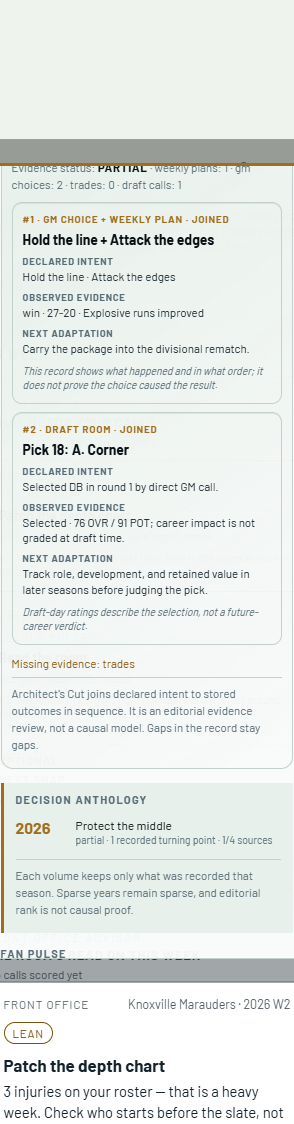 Evidence status: PARTIAL · weekly plans: 1 · gm
choices: 2 · trades: 0 · draft calls: 1
#1 · GM CHOICE + WEEKLY PLAN · JOINED
Hold the line + Attack the edges
DECLARED INTENT
Hold the line · Attack the edges
OBSERVED EVIDENCE
win · 27-20 · Explosive runs improved
NEXT ADAPTATION
Carry the package into the divisional rematch.
This record shows what happened and in what order; it
does not prove the choice caused the result.
#2 · DRAFT ROOM · JOINED
Pick 18: A. Corner
DECLARED INTENT
Selected DB in round 1 by direct GM call.
OBSERVED EVIDENCE
Selected · 76 OVR / 91 POT; career impact is not
graded at draft time.
NEXT ADAPTATION
Track role, development, and retained value in
later seasons before judging the pick.
Draft-day ratings describe the selection, not a future-
career verdict.
Missing evidence: trades
Architect's Cut joins declared intent to stored
outcomes in sequence. It is an editorial evidence
review, not a causal model. Gaps in the record stay
gaps.
DECISION ANTHOLOGY
2026
Protect the middle
partial · 1 recorded turning point · 1/4 sources
Each volume keeps only what was recorded that
season. Sparse years remain sparse, and editorial
rank is not causal proof.
FAN PULSE
READ ON THIS WEEK
calls scored yet
FRONT OFFICE
Knoxville Marauders · 2026 W2
LEAN
Patch the depth chart
3 injuries on your roster — that is a heavy
week. Check who starts before the slate, not